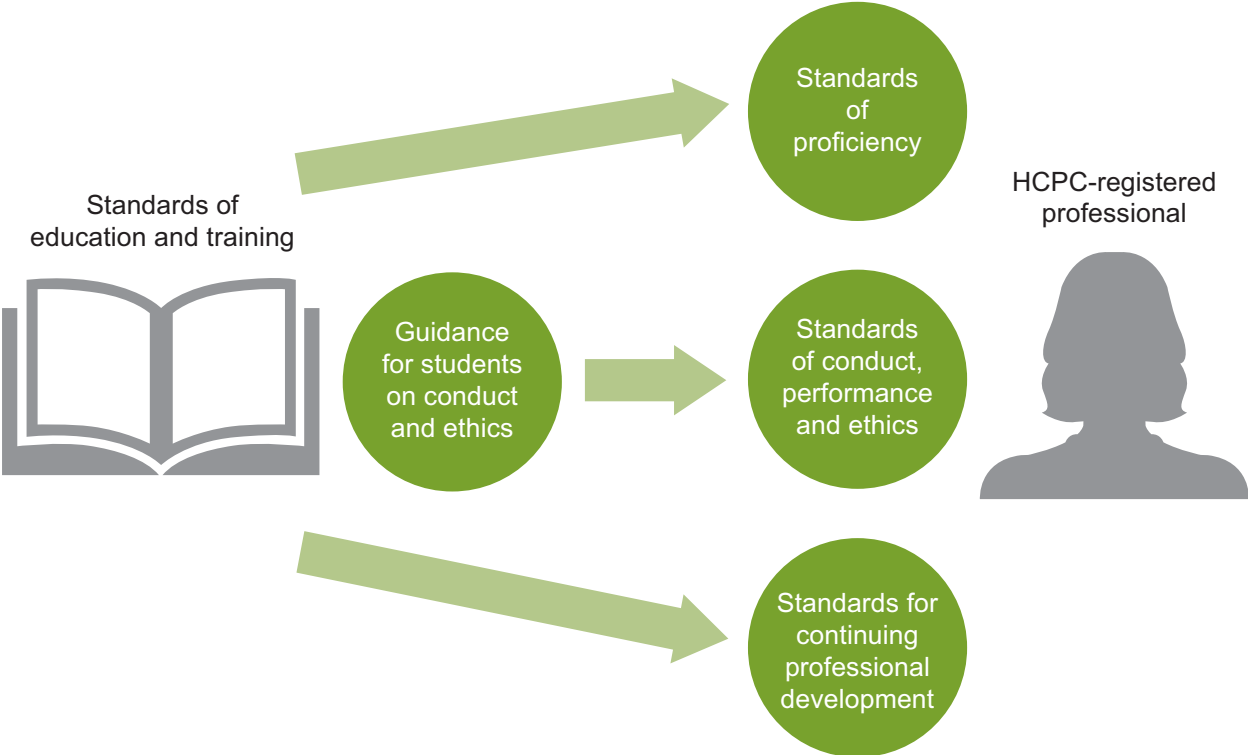 Standards of
education and training
Guidance
for students
on conduct
and ethics
Standards
of
proficiency
Standards
of conduct,
performance
and ethics
Standards for
continuing
professional
development
HCPC-registered
professional